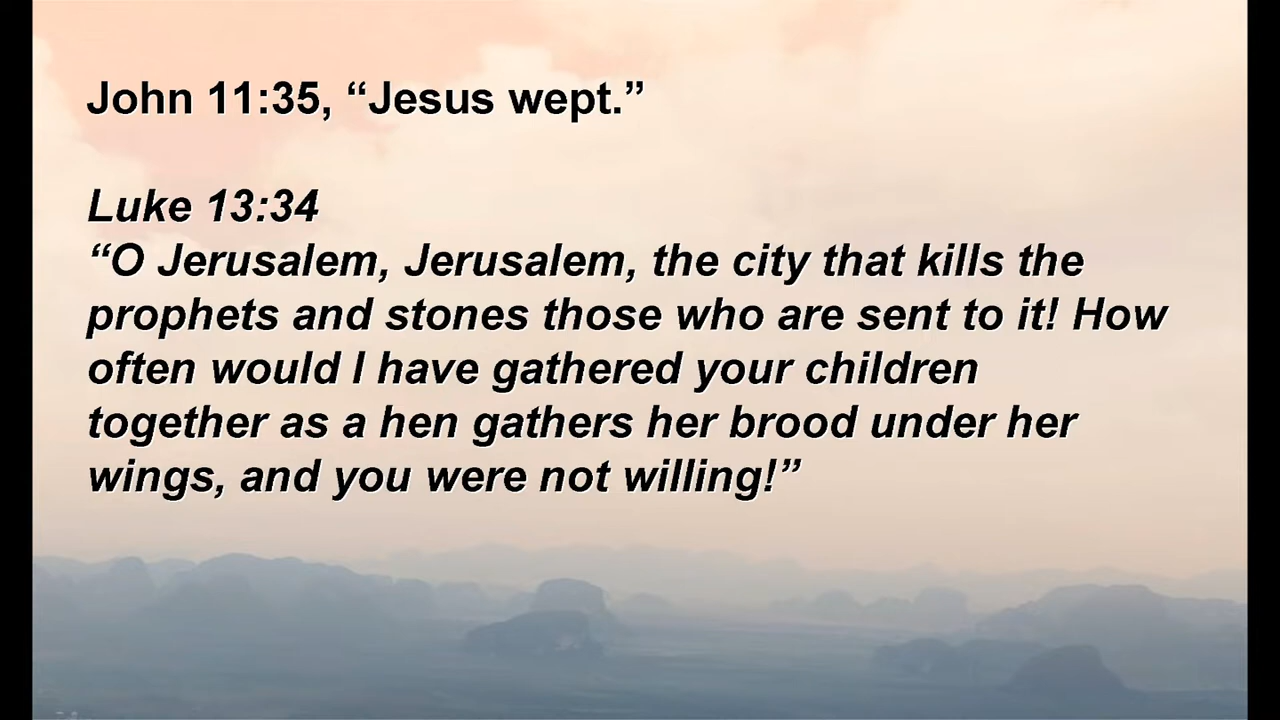 John 11:35, “Jesus wept.”
Luke 13:34
“O Jerusalem, Jerusalem, the city that kills the
prophets and stones those who are sent to it! How
often would I have gathered your children
together as a hen gathers her brood under her
wings, and you were not willing!”